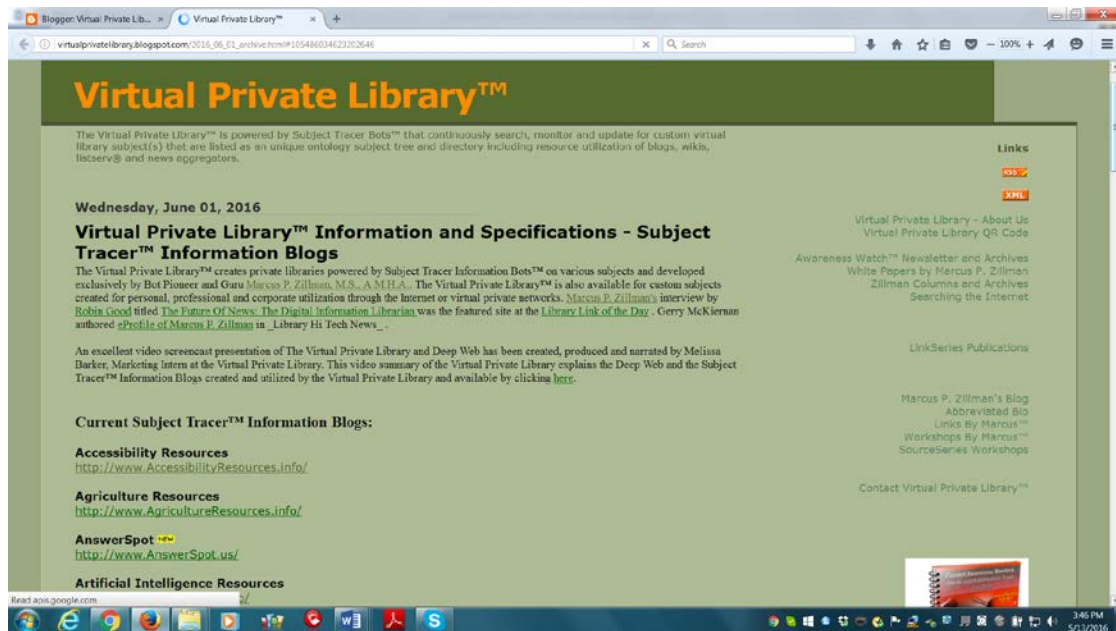 Blogger: Virtual Private Lib...
Virtual Private Library™
virtualprivatelibrary.blogspot.com/2016_06_01_archive.html#105486034623202646
Search
100%
Virtual Private Library™
The Virtual Private Library™ is powered by Subject Tracer Bots™ that continuously search, monitor and update for custom virtual
library subject(s) that are listed as an unique ontology subject tree and directory including resource utilization of blogs, wikis,
listserv® and news aggregators.
Wednesday, June 01, 2016
Virtual Private Library™ Information and Specifications - Subject
Tracer™ Information Blogs
The Virtual Private Library™ creates private libraries powered by Subject Tracer Information Bots™ on various subjects and developed
exclusively by Bot Pioneer and Guru Marcus P. Zillman, M.S., A.M.H.A.. The Virtual Private Library™ is also available for custom subjects
created for personal, professional and corporate utilization through the Internet or virtual private networks. Marcus P. Zillman's interview by
Robin Good titled The Future Of News: The Digital Information Librarian was the featured site at the Library Link of the Day . Gerry McKiernan
authored eProfile of Marcus P. Zillman in _Library Hi Tech News_ .
An excellent video screencast presentation of The Virtual Private Library and Deep Web has been created, produced and narrated by Melissa
Barker, Marketing Intern at the Virtual Private Library. This video summary of the Virtual Private Library explains the Deep Web and the Subject
Tracer™ Information Blogs created and utilized by the Virtual Private Library and available by clicking here.
Current Subject Tracer™ Information Blogs:
Accessibility Resources
http://www.AccessibilityResources.info/
Agriculture Resources
http://www.AgricultureResources.info/
AnswerSpot NEW
http://www.AnswerSpot.us/
Artificial Intelligence Resources
Links
RSS
XML
Virtual Private Library - About Us
Virtual Private Library QR Code
Awareness Watch™ Newsletter and Archives
White Papers by Marcus P. Zillman
Zillman Columns and Archives
Searching the Internet
LinkSeries Publications
Marcus P. Zillman's Blog
Abbreviated Bio
Links By Marcus™
Workshops By Marcus™
SourceSeries Workshops
Contact Virtual Private Library™
Read apis.google.com
3:46 PM
5/13/2016